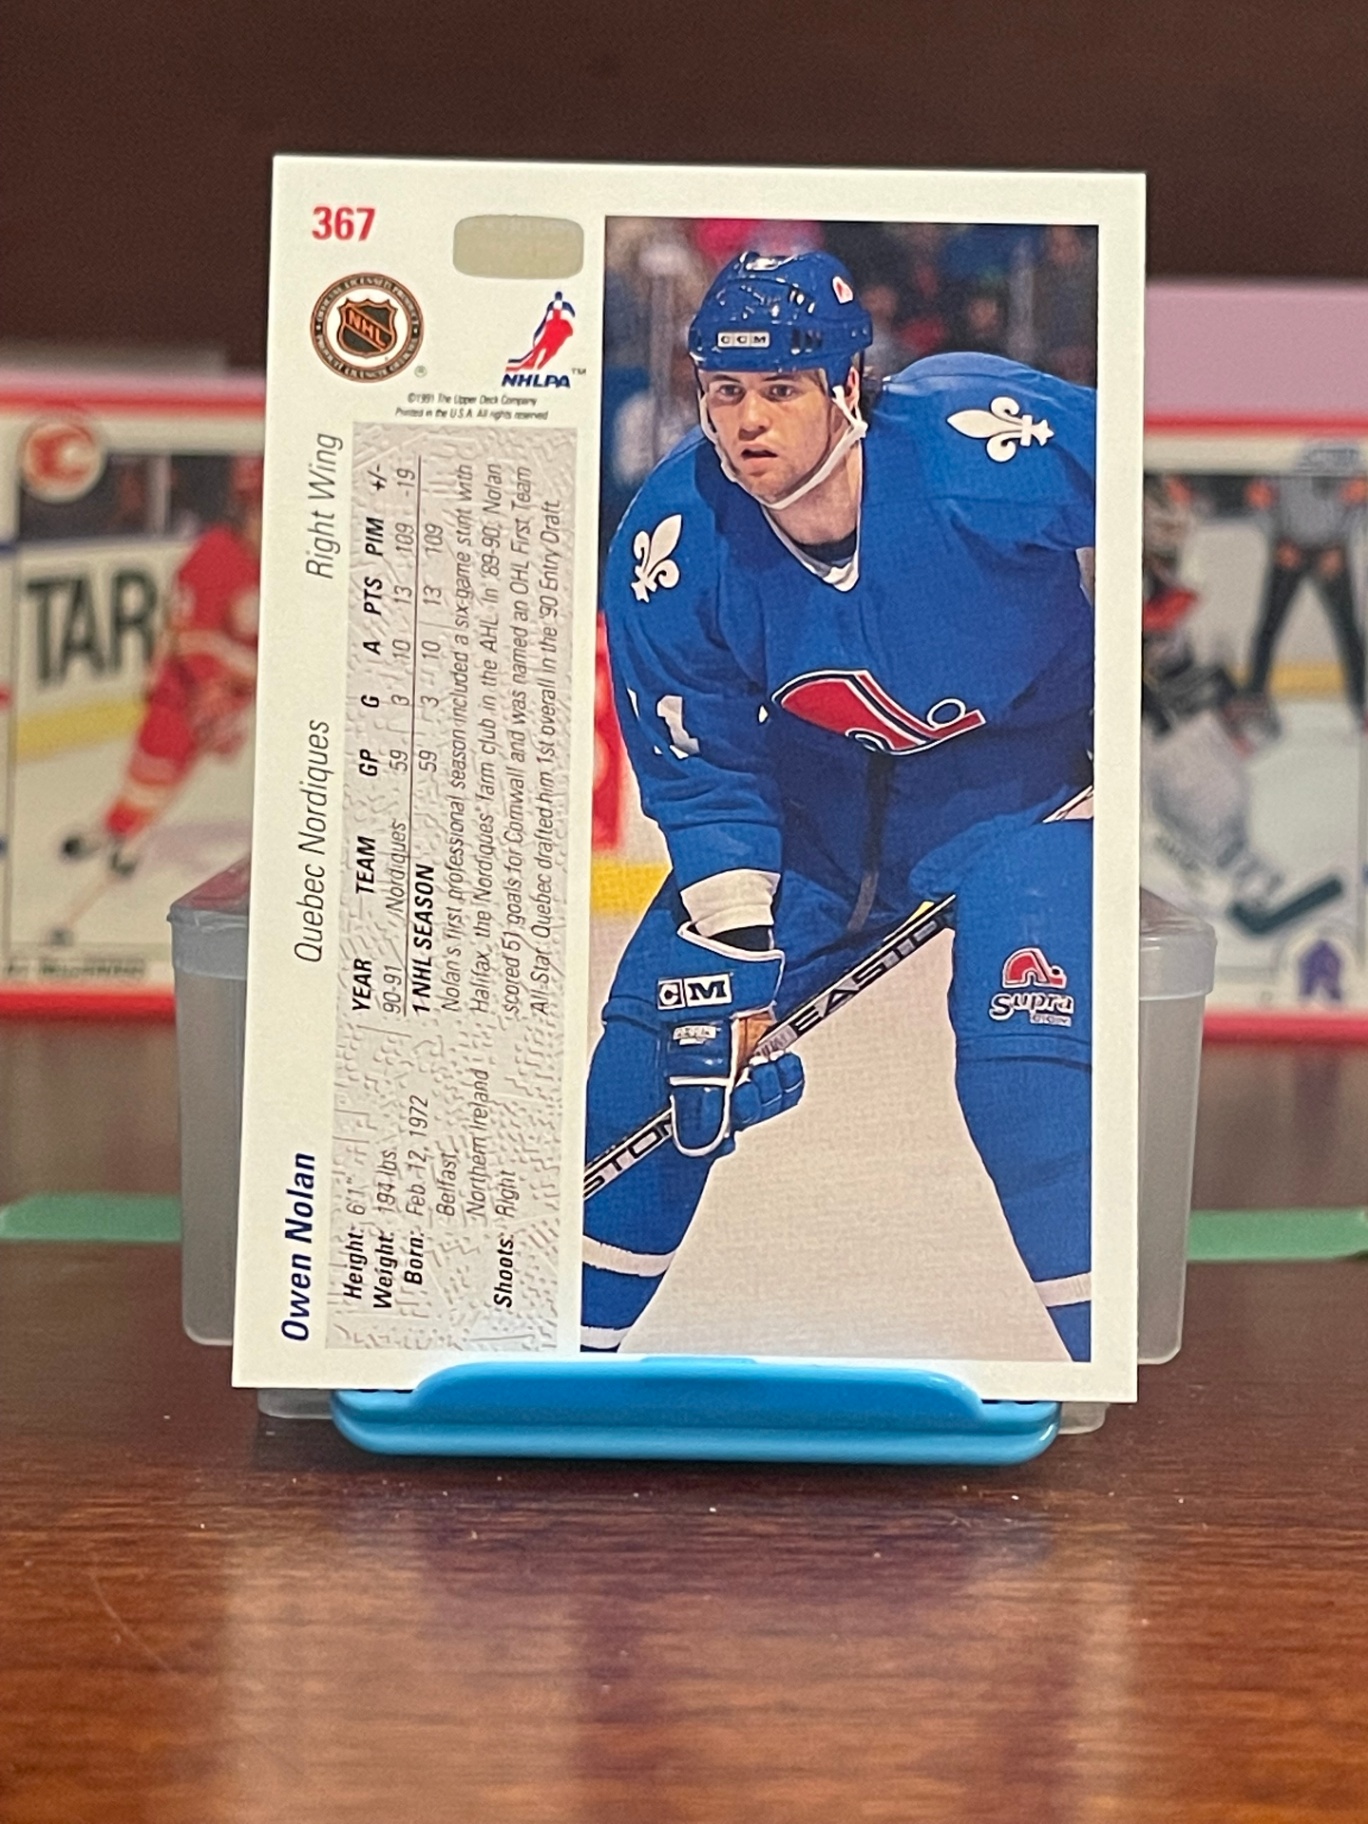 367
NHL
®
NHLPA™
©1991 The Upper Deck Company
Printed in the U.S.A. All rights reserved
Owen Nolan Quebec Nordiques Right Wing
Height: 6'1"
Weight: 194 lbs.
Born: Feb. 12, 1972
Belfast,
Northern Ireland
Shoots: Right
YEAR TEAM GP G A PTS PIM +/-
90-91 Nordiques 59 3 10 13 109 -19
1 NHL SEASON 59 3 10 13 109
Nolan's first professional season included a six-game stint with
Halifax, the Nordiques' farm club in the AHL. In '89-90, Nolan
scored 51 goals for Cornwall and was named an OHL First Team
All-Star. Quebec drafted him 1st overall in the '90 Entry Draft.
CCM
11
CCM
EASTON
STON
Supra
TAR